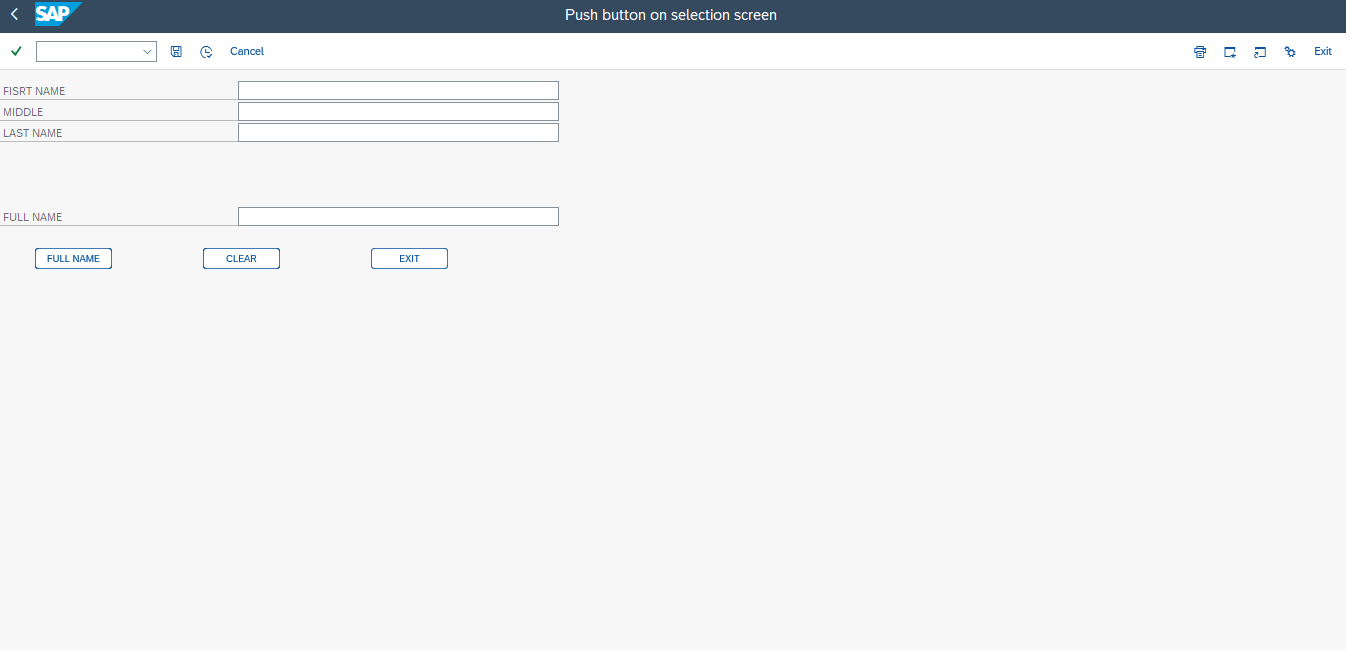 SAP Push button on selection screen
Cancel Exit
FISRT NAME
MIDDLE
LAST NAME
FULL NAME
FULL NAME CLEAR EXIT